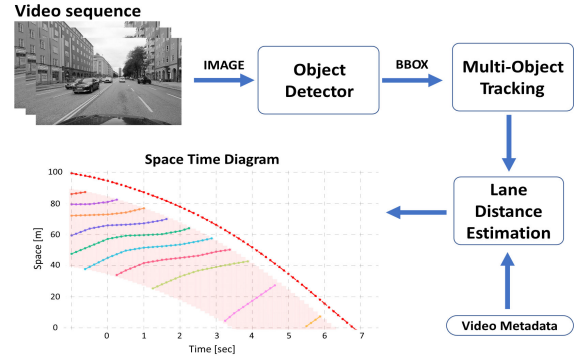 Video sequence
IMAGE
Object
Detector
BBOX
Multi-Object
Tracking
Space Time Diagram
100
80
60
40
20
0
Space [m]
0
1
2
3
4
5
6
7
Time [sec]
Lane
Distance
Estimation
Video Metadata